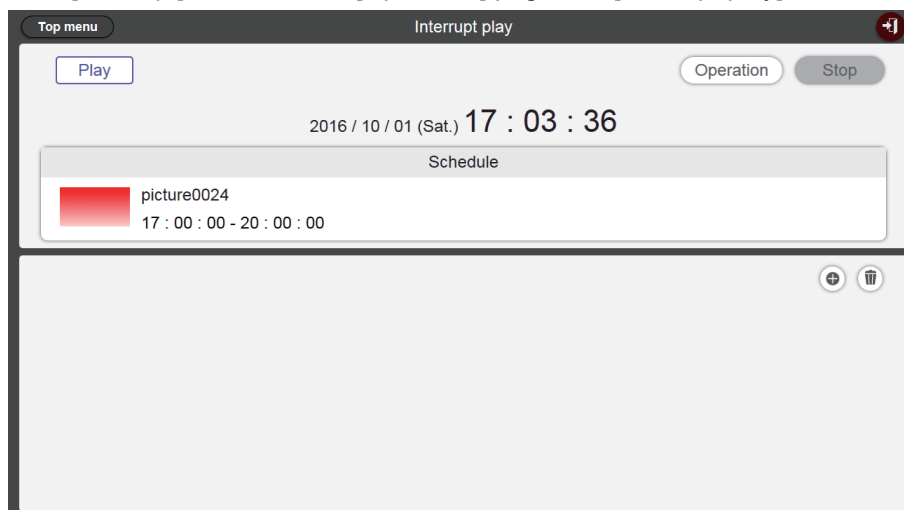 Top menu
Interrupt play
Play
Operation
Stop
2016 / 10 / 01 (Sat.) 17 : 03 : 36
Schedule
picture0024
17 : 00 : 00 - 20 : 00 : 00